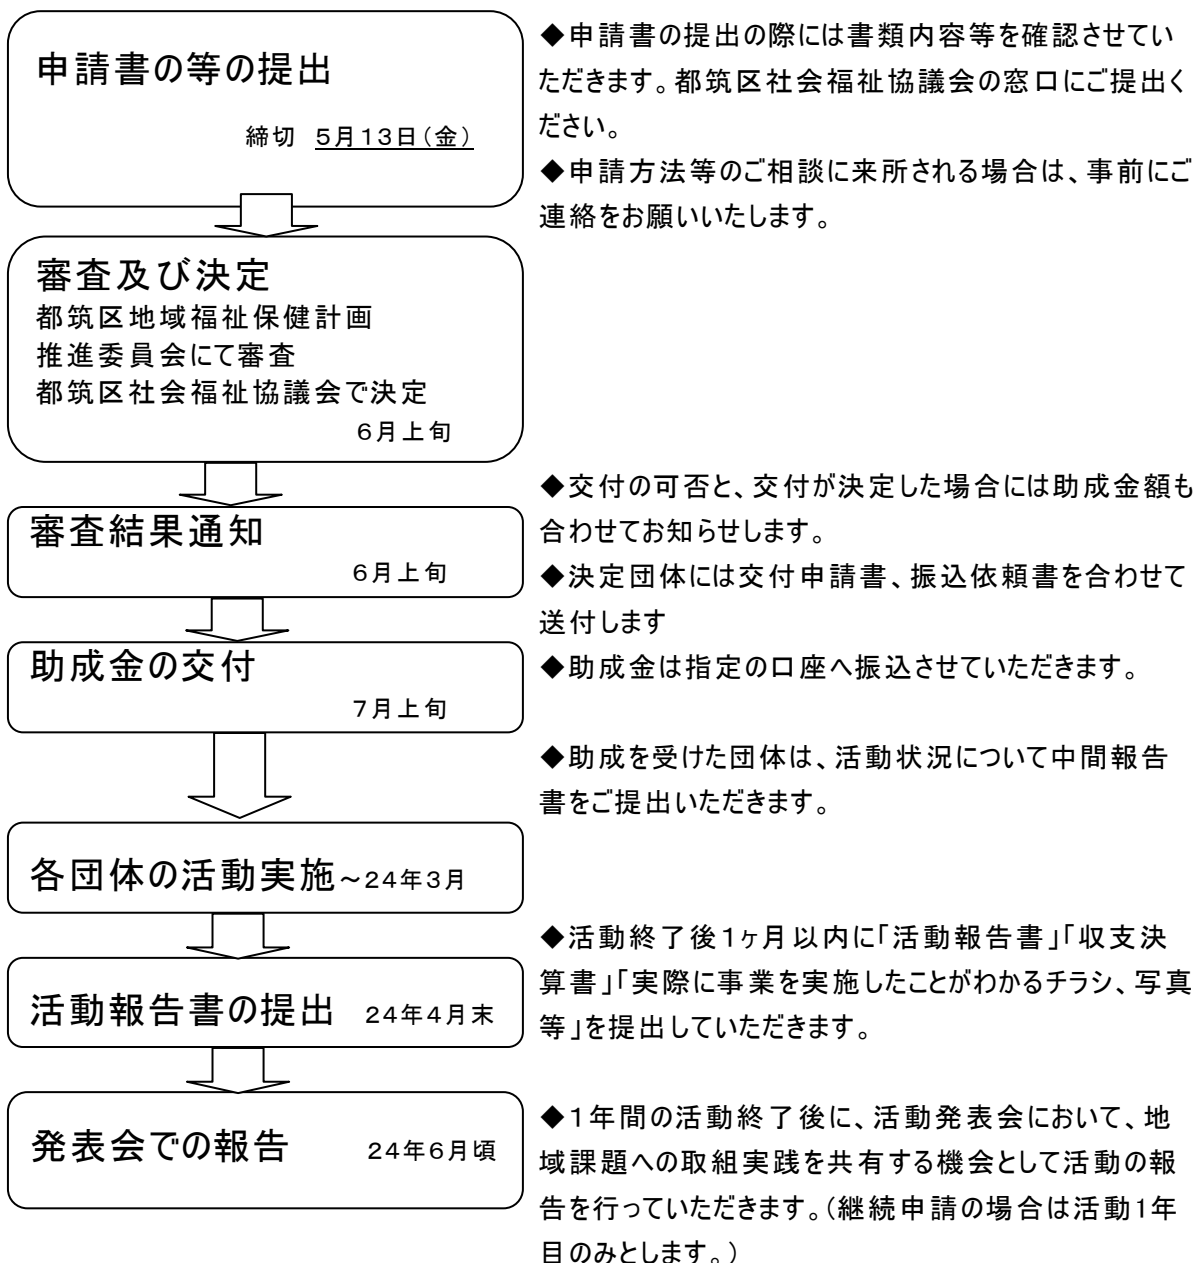 申請書の等の提出
締切 5月13日(金)
◆申請書の提出の際には書類内容等を確認させてい
ただきます。都筑区社会福祉協議会の窓口にご提出く
ださい。
◆申請方法等のご相談に来所される場合は、事前にご
連絡をお願いいたします。
審査及び決定
都筑区地域福祉保健計画
推進委員会にて審査
都筑区社会福祉協議会で決定
6月上旬
審査結果通知
6月上旬
◆交付の可否と、交付が決定した場合には助成金額も
合わせてお知らせします。
◆決定団体には交付申請書、振込依頼書を合わせて
送付します
助成金の交付
7月上旬
◆助成金は指定の口座へ振込させていただきます。
◆助成を受けた団体は、活動状況について中間報告
書をご提出いただきます。
各団体の活動実施~24年3月
活動報告書の提出 24年4月末
◆活動終了後1ヶ月以内に「活動報告書」「収支決
算書」「実際に事業を実施したことがわかるチラシ、写真
等」を提出していただきます。
発表会での報告 24年6月頃
◆1年間の活動終了後に、活動発表会において、地
域課題への取組実践を共有する機会として活動の報
告を行っていただきます。(継続申請の場合は活動1年
目のみとします。)